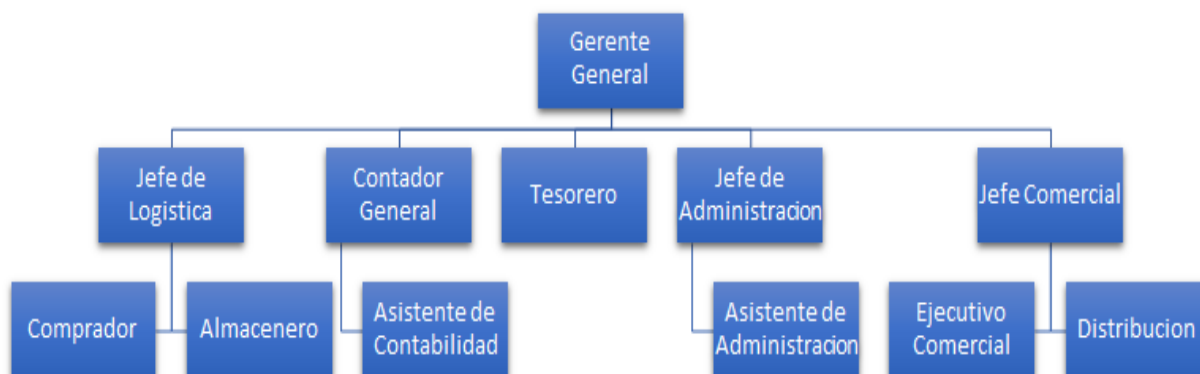 Gerente
General
Jefe de
Logistica
Contador
General
Tesorero
Jefe de
Administracion
Jefe Comercial
Comprador
Almacenero
Asistente de
Contabilidad
Asistente de
Administracion
Ejecutivo
Comercial
Distribucion